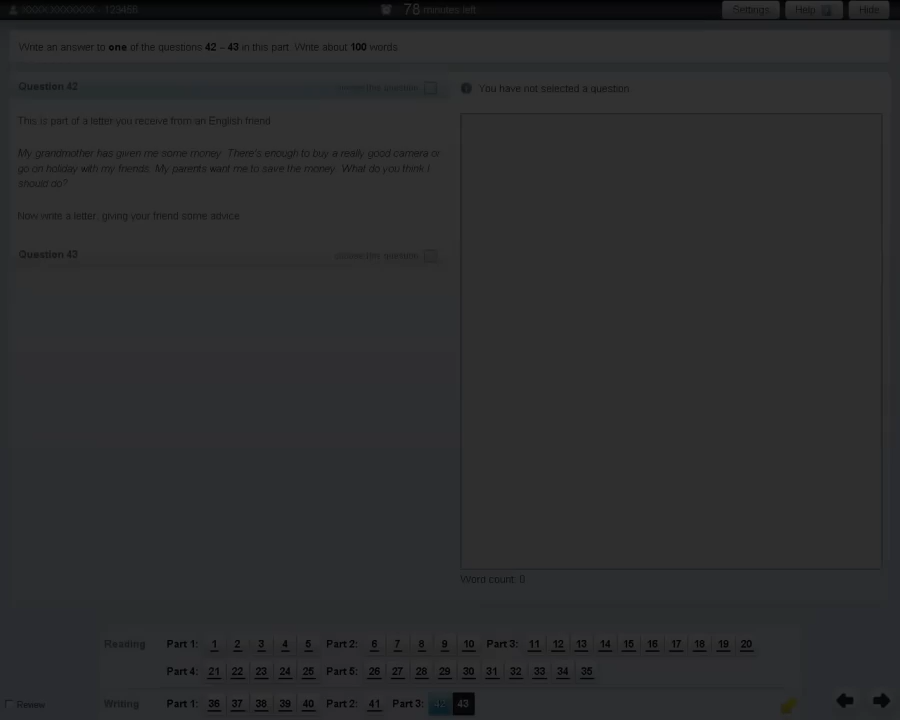 123456
78 minutes left
Settings
Help
Hide
Write an answer to one of the questions 42 – 43 in this part. Write about 100 words.
Question 42
You have not selected a question.
This is part of a letter you receive from an English friend.
My grandmother has given me some money. There's enough to buy a really good camera or
go on holiday with my friends. My parents want me to save the money. What do you think I
should do?
Now write a letter, giving your friend some advice.
Question 43
Word count: 0
Reading Part 1: 1 2 3 4 5 Part 2: 6 7 8 9 10 Part 3: 11 12 13 14 15 16 17 18 19 20
Part 4: 21 22 23 24 25 Part 5: 26 27 28 29 30 31 32 33 34 35
Review
Writing Part 1: 36 37 38 39 40 Part 2: 41 Part 3: 42 43